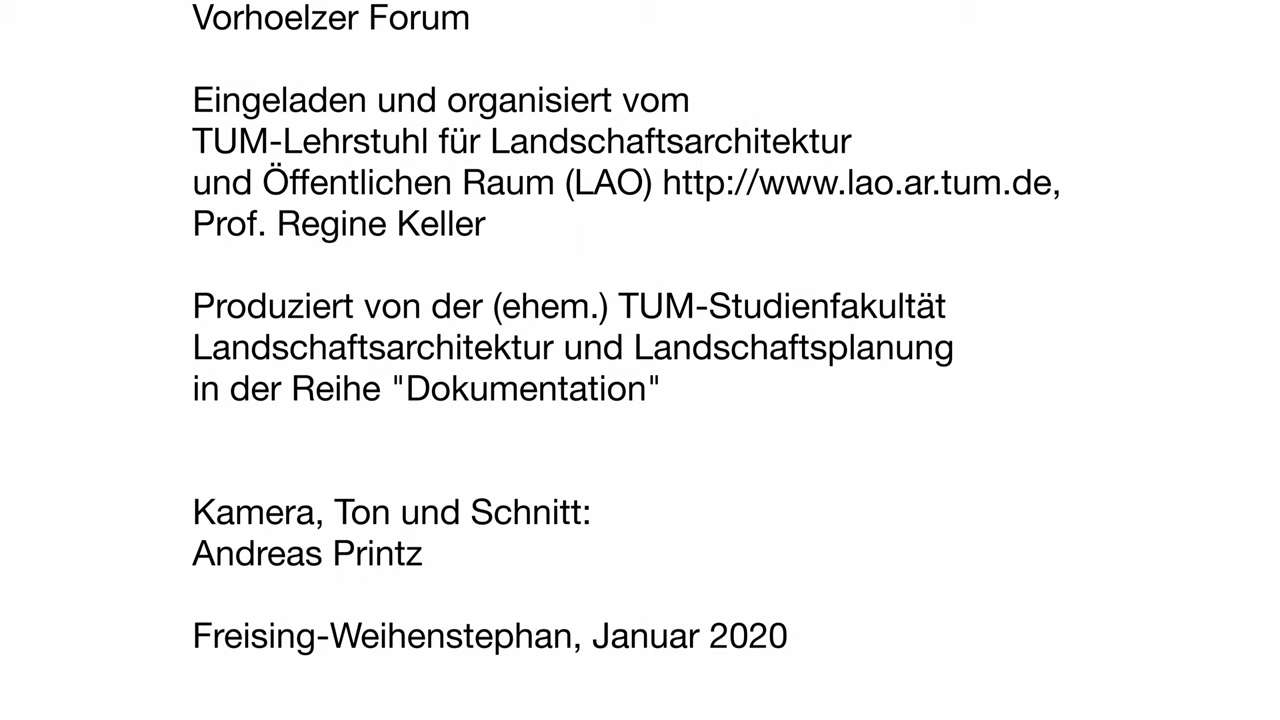 Vorhoelzer Forum
Eingeladen und organisiert vom
TUM-Lehrstuhl für Landschaftsarchitektur
und Öffentlichen Raum (LAO) http://www.lao.ar.tum.de,
Prof. Regine Keller
Produziert von der (ehem.) TUM-Studienfakultät
Landschaftsarchitektur und Landschaftsplanung
in der Reihe "Dokumentation"
Kamera, Ton und Schnitt:
Andreas Printz
Freising-Weihenstephan, Januar 2020